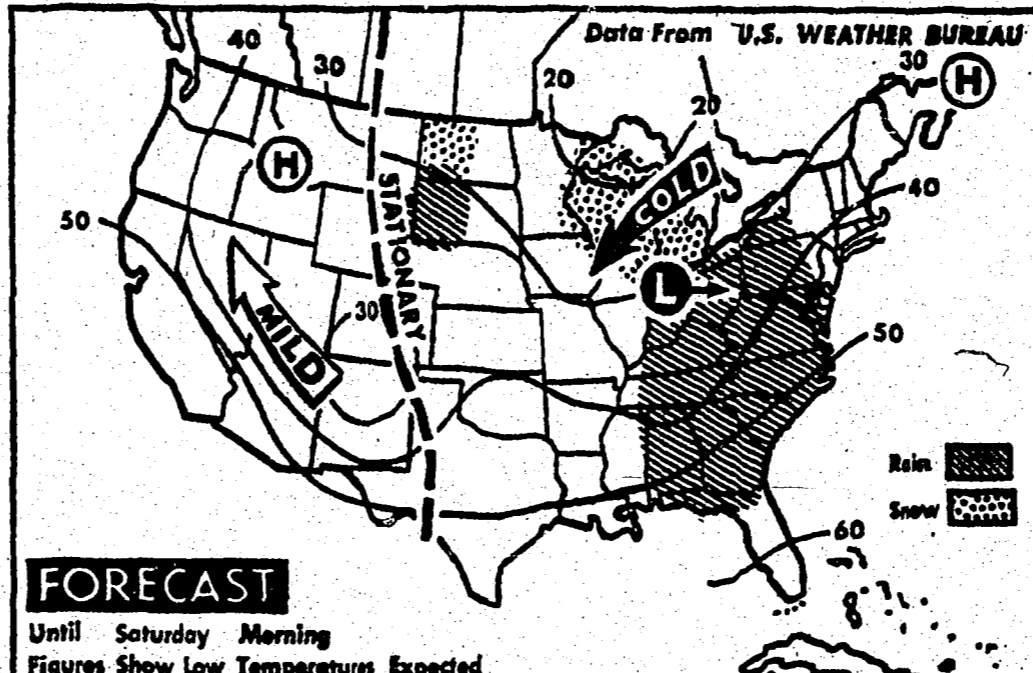 Data From U.S. WEATHER BUREAU
40
30
20
20
30
H
H
COLD
STATIONARY
40
50
L
30
MILD
50
Rain
Snow
60
FORECAST
Until Saturday Morning
Figures Show Low Temperatures Expected